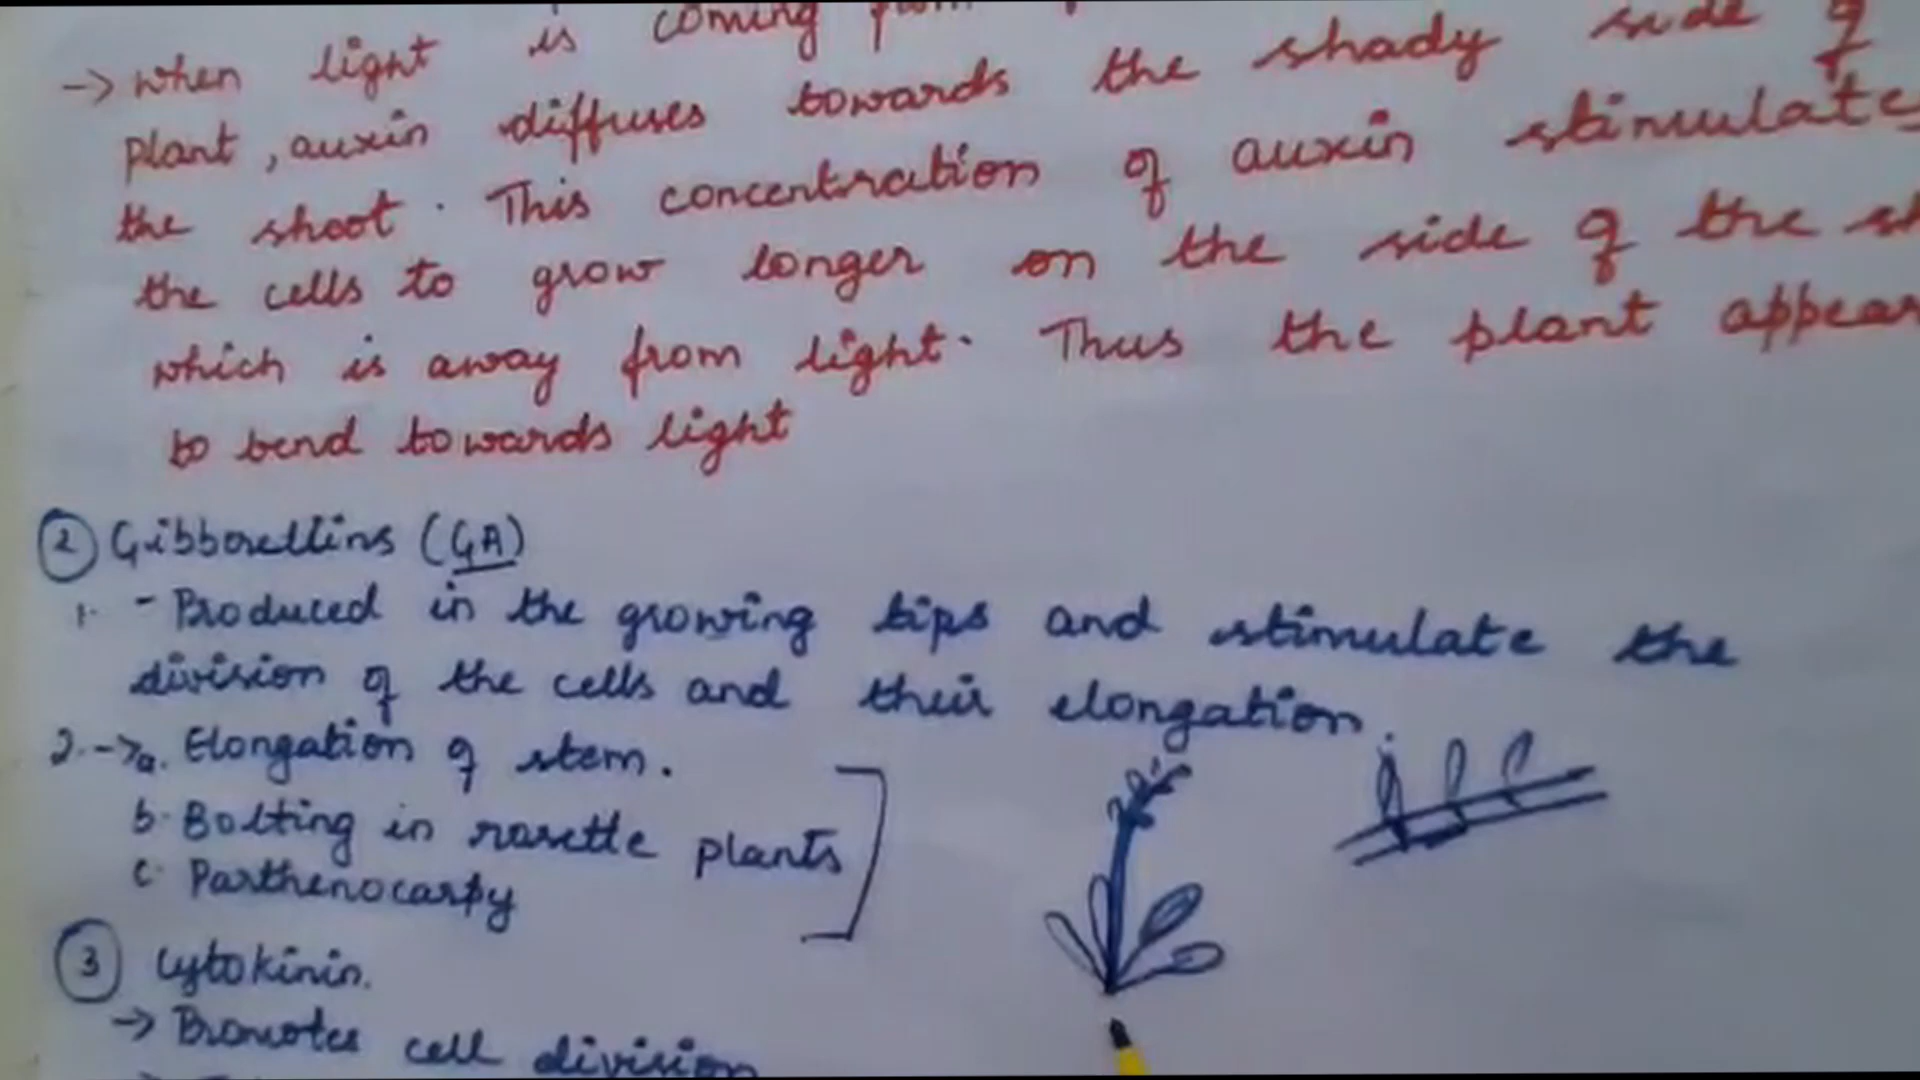 -> when light is coming from
plant, auxin diffuses towards the shady side of
the shoot. This concentration of auxin stimulates
the cells to grow longer on the side of the sh
which is away from light. Thus the plant appear
to bend towards light
② Gibberellins (GA)
1. - Produced in the growing tips and stimulate the
division of the cells and their elongation.
2. -> a. Elongation of stem.
b. Bolting in rosette plants
c. Parthenocarpy
③ Cytokinin.
-> Promotes cell division